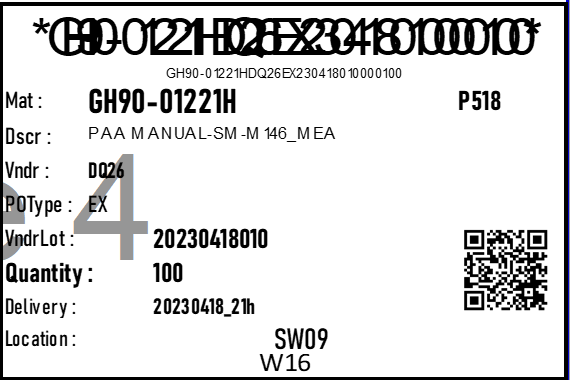 *GH90-01221HDQ26EX230418010000100*
GH90-01221HDQ26EX230418010000100
Mat : GH90-01221H P518
Dscr : PAA MANUAL-SM-M146_MEA
Vndr : DQ26
POType : EX
VndrLot : 20230418010
Quantity : 100
Delivery : 20230418_21h
Location : SW09
W16
e 4